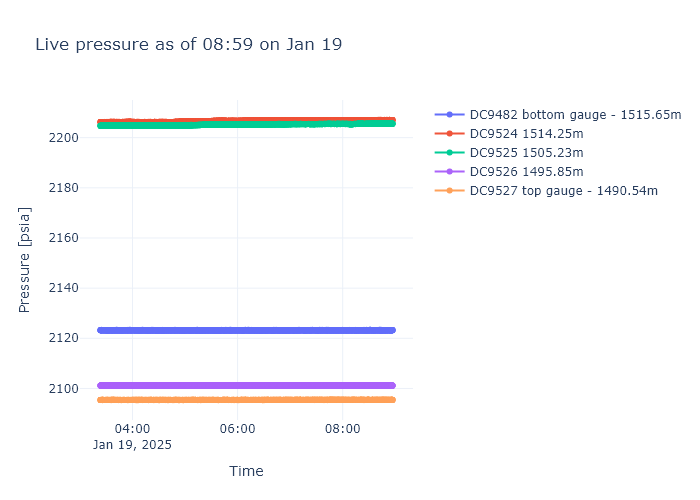 Live pressure as of 08:59 on Jan 19
DC9482 bottom gauge - 1515.65m
DC9524 1514.25m
DC9525 1505.23m
DC9526 1495.85m
DC9527 top gauge - 1490.54m
Pressure [psia]
2200
2180
2160
2140
2120
2100
04:00
06:00
08:00
Jan 19, 2025
Time